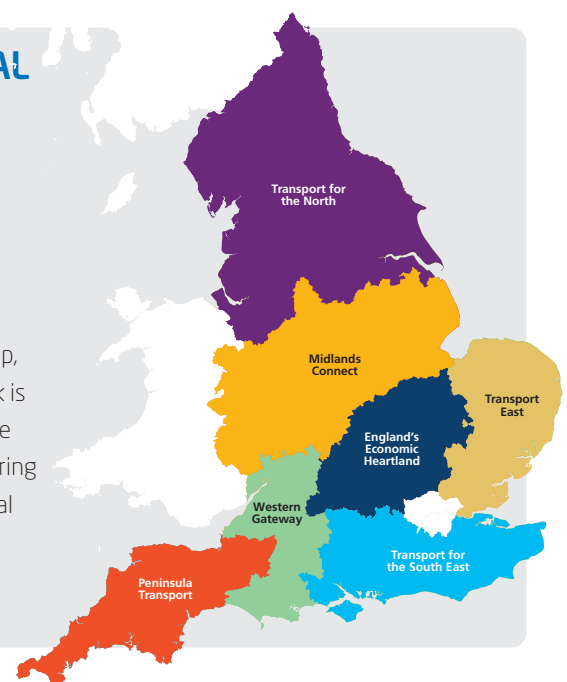 AL
p,
k is
e
ring
al
Transport for
the North
Midlands
Connect
Transport
East
England's
Economic
Heartland
Western
Gateway
Transport for
the South East
Peninsula
Transport